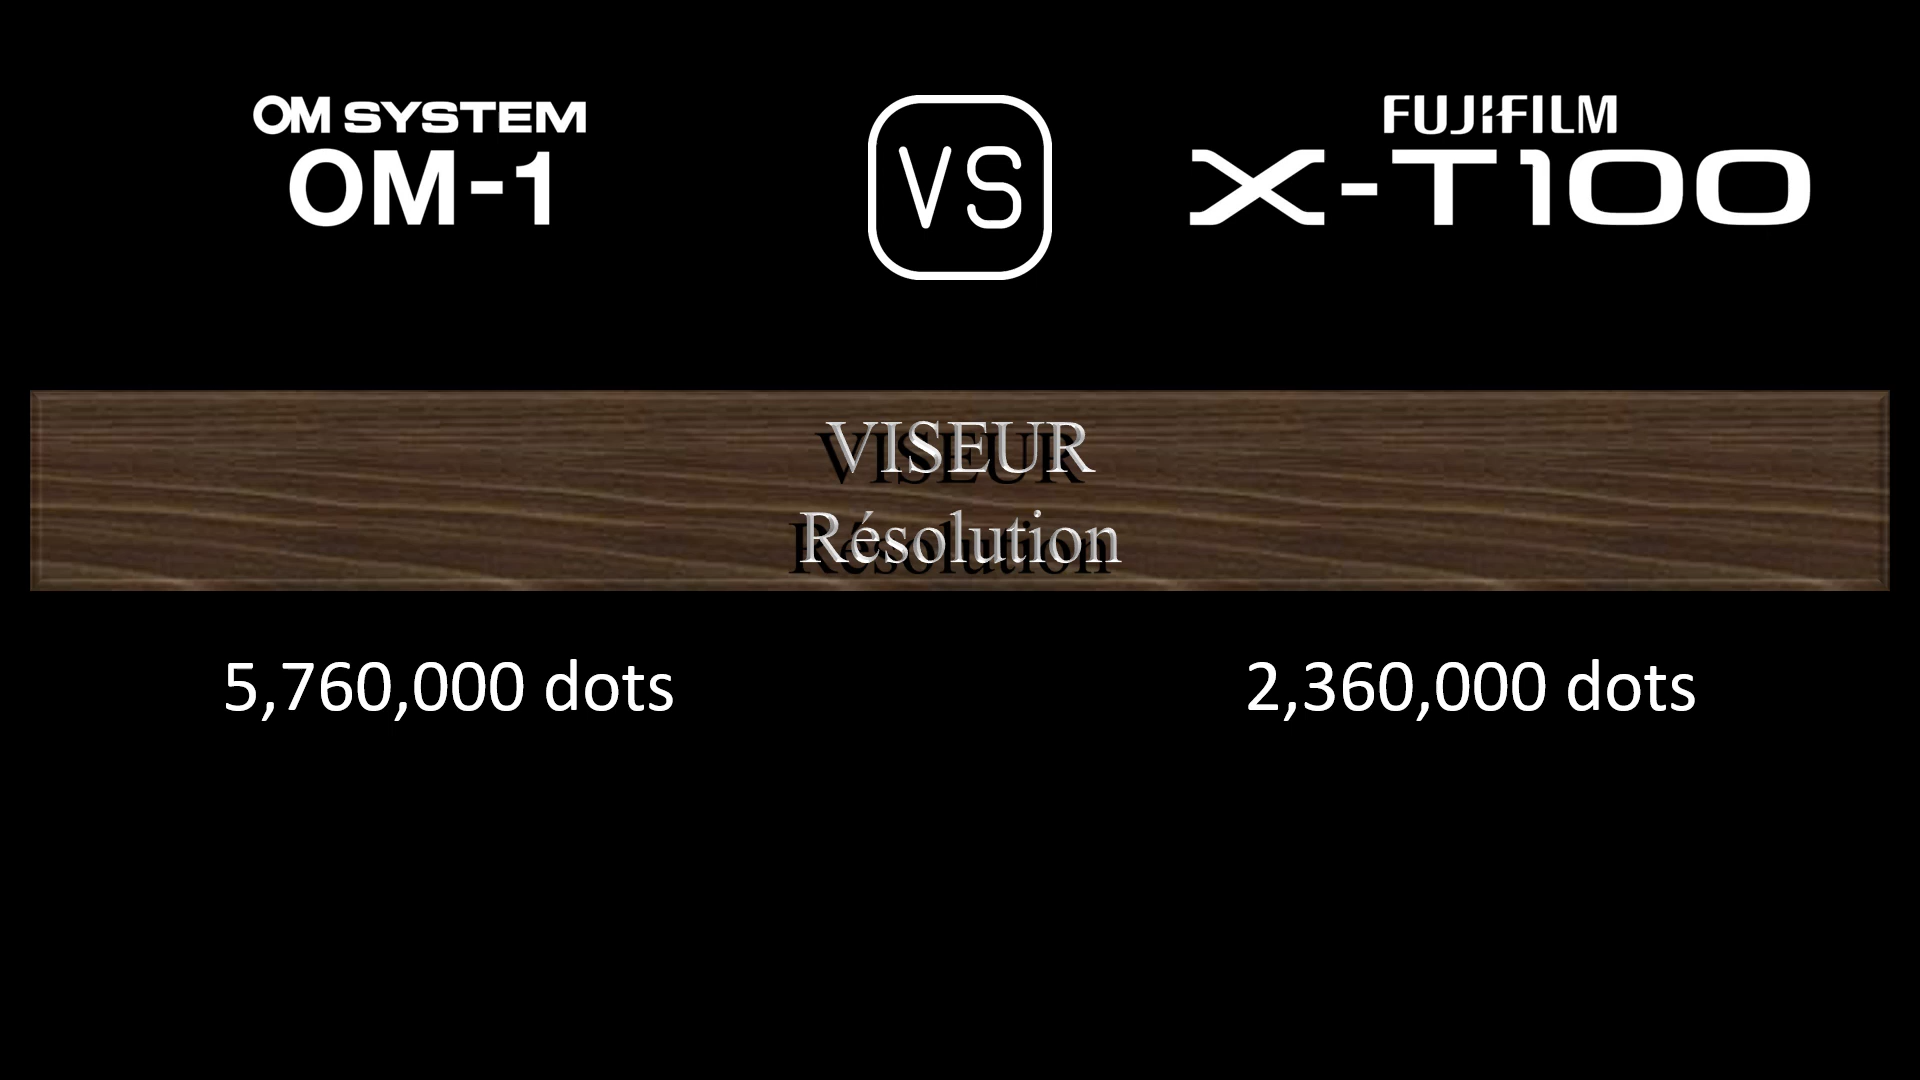 OM SYSTEM
OM-1
VS
FUJIFILM
X-T100
VISEUR
Résolution
5,760,000 dots
2,360,000 dots